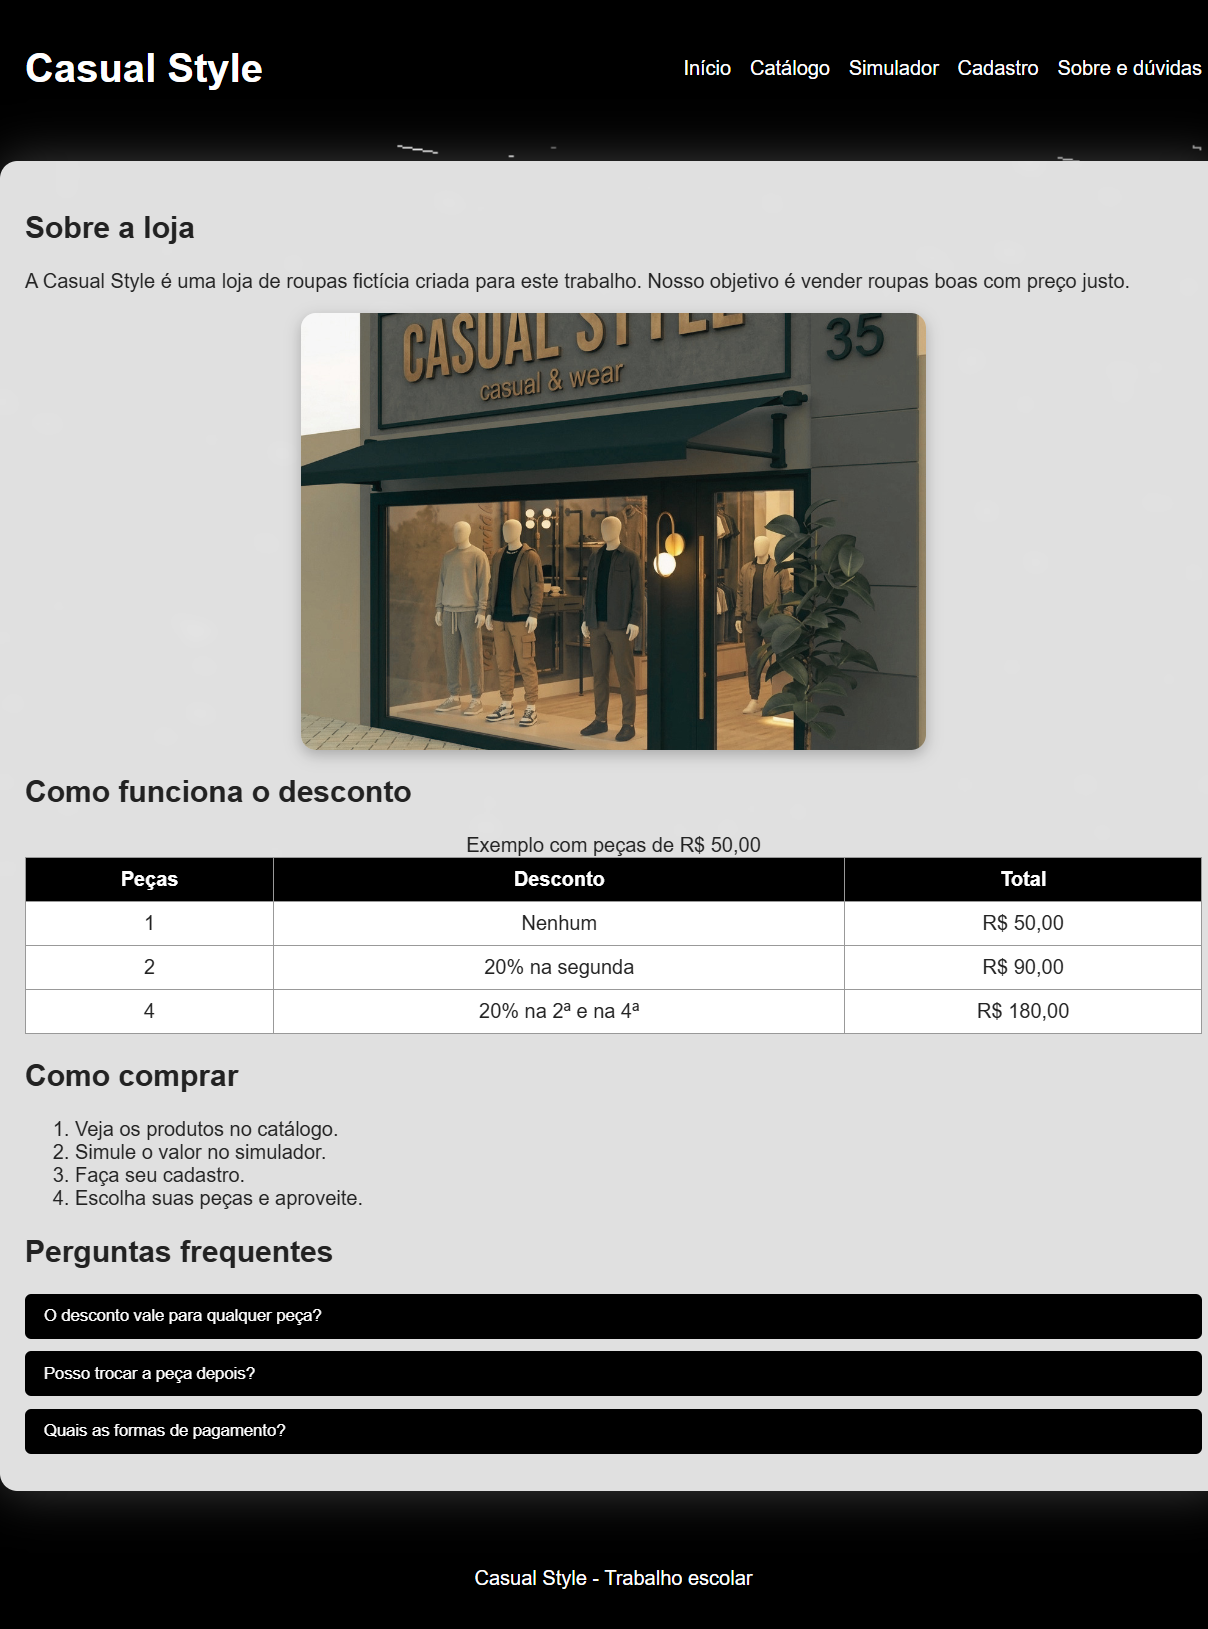 Casual Style
Início Catálogo Simulador Cadastro Sobre e dúvidas
Sobre a loja
A Casual Style é uma loja de roupas fictícia criada para este trabalho. Nosso objetivo é vender roupas boas com preço justo.
CASUAL STYLE 35
casual & wear
Como funciona o desconto
Exemplo com peças de R$ 50,00
Peças Desconto Total
1 Nenhum R$ 50,00
2 20% na segunda R$ 90,00
4 20% na 2ª e na 4ª R$ 180,00
Como comprar
1. Veja os produtos no catálogo.
2. Simule o valor no simulador.
3. Faça seu cadastro.
4. Escolha suas peças e aproveite.
Perguntas frequentes
O desconto vale para qualquer peça?
Posso trocar a peça depois?
Quais as formas de pagamento?
Casual Style - Trabalho escolar